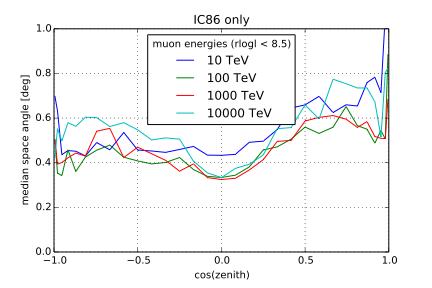 IC86 only
muon energies (rlogl < 8.5)
10 TeV
100 TeV
1000 TeV
10000 TeV
median space angle [deg]
1.0
0.8
0.6
0.4
0.2
0.0
−1.0 −0.5 0.0 0.5 1.0
cos(zenith)